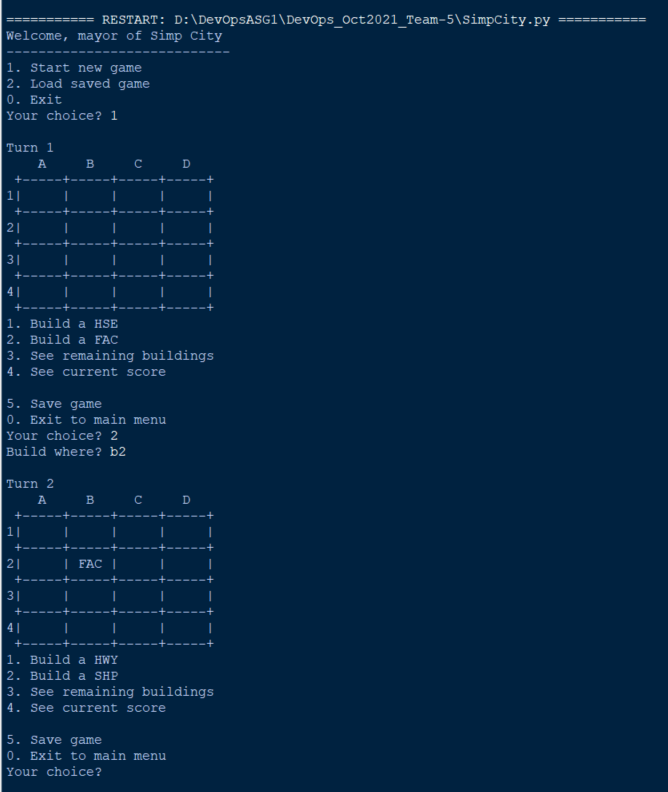 =========== RESTART: D:\DevOpsASG1\DevOps_Oct2021_Team-5\SimpCity.py ===========
Welcome, mayor of Simp City
----------------------------
1. Start new game
2. Load saved game
0. Exit
Your choice? 1

Turn 1
    A     B     C     D
 +-----+-----+-----+-----+
1|     |     |     |     |
 +-----+-----+-----+-----+
2|     |     |     |     |
 +-----+-----+-----+-----+
3|     |     |     |     |
 +-----+-----+-----+-----+
4|     |     |     |     |
 +-----+-----+-----+-----+
1. Build a HSE
2. Build a FAC
3. See remaining buildings
4. See current score

5. Save game
0. Exit to main menu
Your choice? 2
Build where? b2

Turn 2
    A     B     C     D
 +-----+-----+-----+-----+
1|     |     |     |     |
 +-----+-----+-----+-----+
2|     | FAC |     |     |
 +-----+-----+-----+-----+
3|     |     |     |     |
 +-----+-----+-----+-----+
4|     |     |     |     |
 +-----+-----+-----+-----+
1. Build a HWY
2. Build a SHP
3. See remaining buildings
4. See current score

5. Save game
0. Exit to main menu
Your choice?